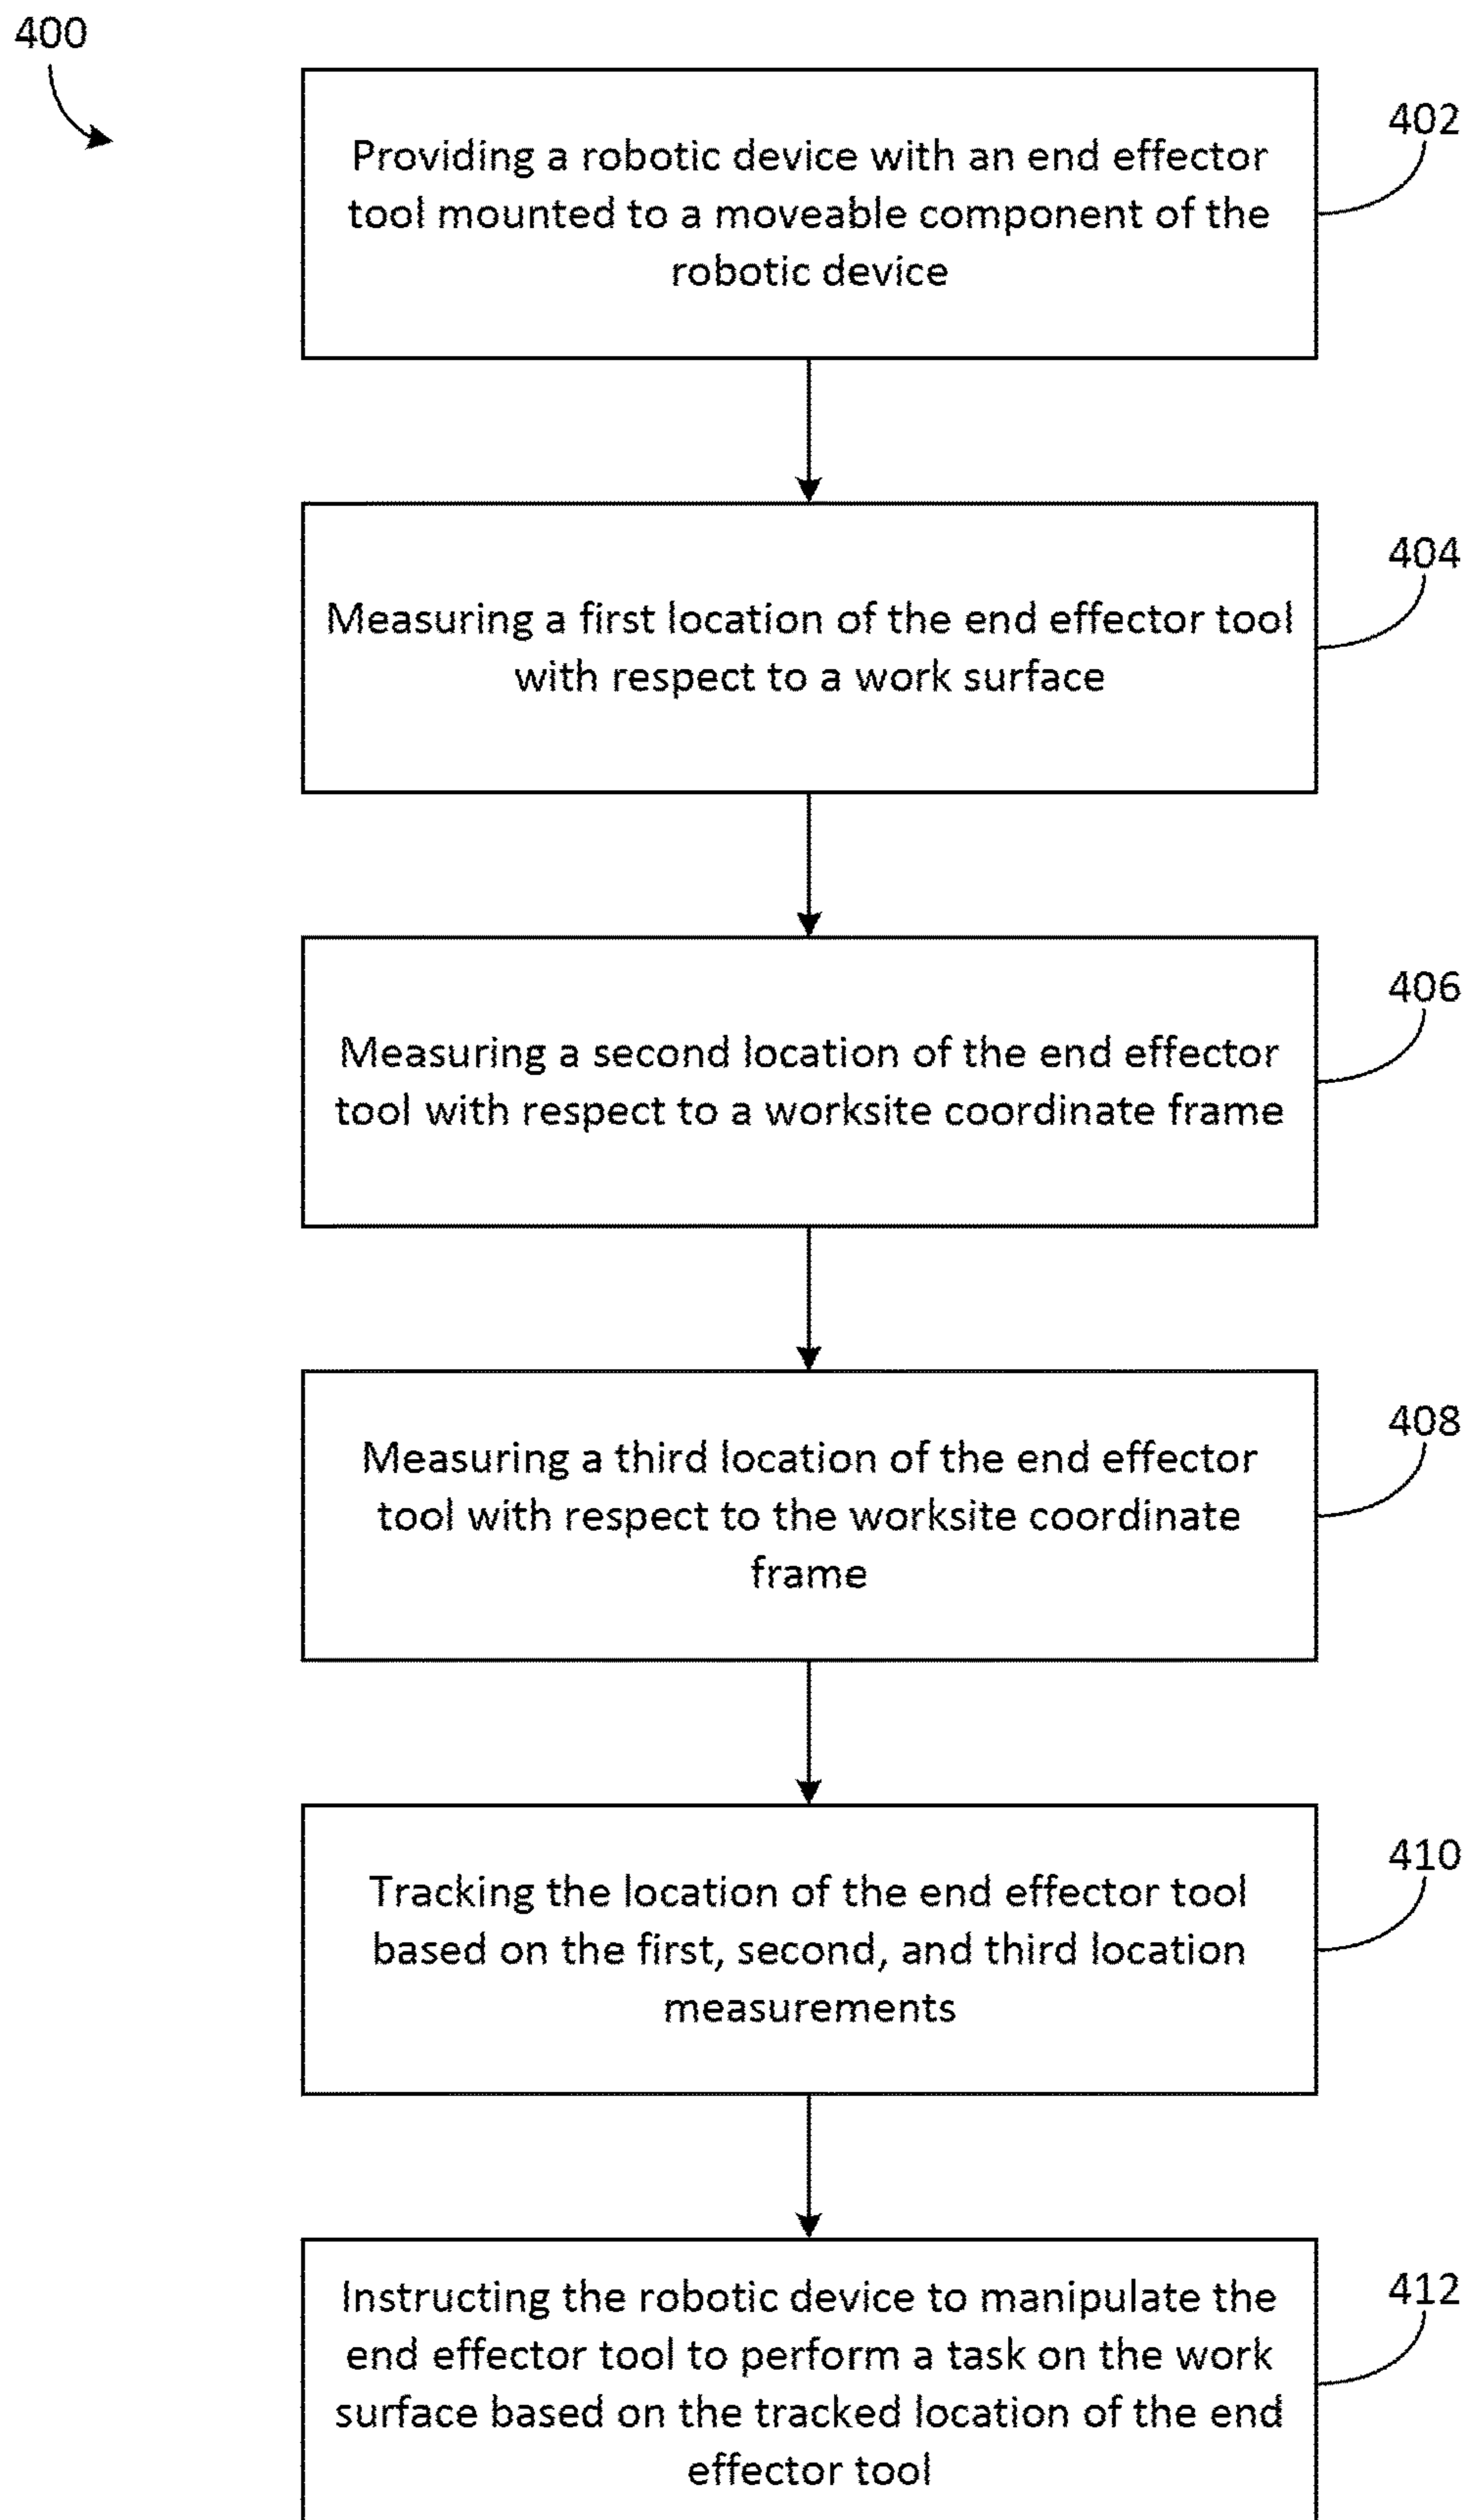 400
402
Providing a robotic device with an end effector
tool mounted to a moveable component of the
robotic device
404
Measuring a first location of the end effector tool
with respect to a work surface
406
Measuring a second location of the end effector
tool with respect to a worksite coordinate frame
408
Measuring a third location of the end effector
tool with respect to the worksite coordinate
frame
410
Tracking the location of the end effector tool
based on the first, second, and third location
measurements
412
Instructing the robotic device to manipulate the
end effector tool to perform a task on the work
surface based on the tracked location of the end
effector tool